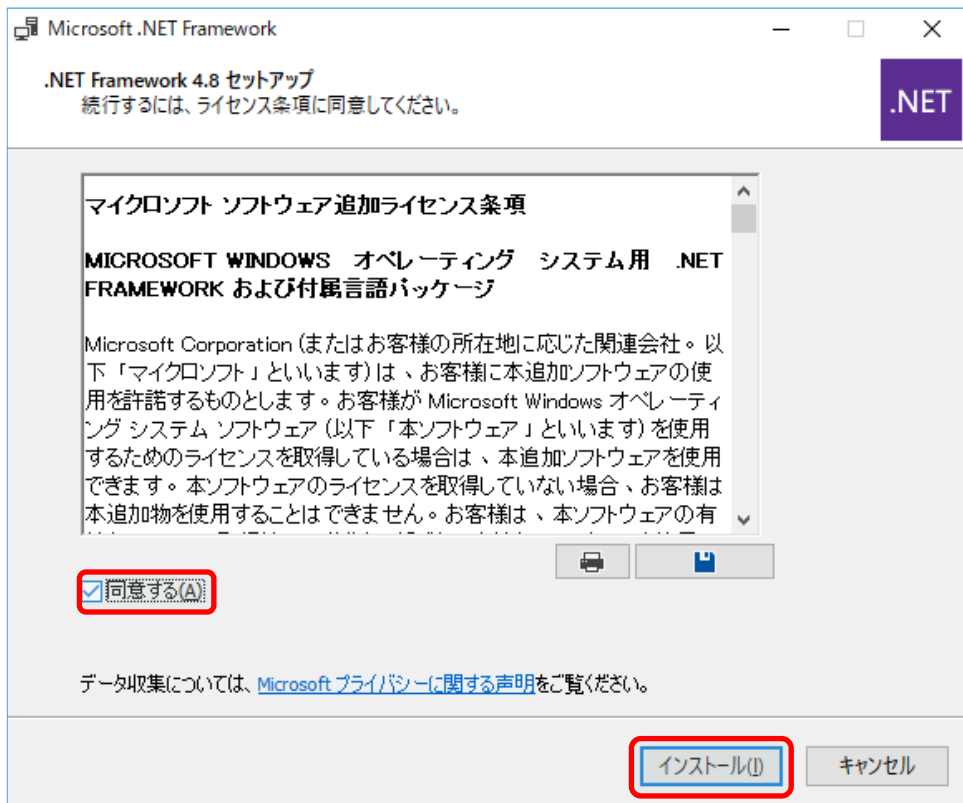 Microsoft .NET Framework
.NET Framework 4.8 セットアップ
続行するには、ライセンス条項に同意してください。
.NET
マイクロソフト ソフトウェア追加ライセンス条項
MICROSOFT WINDOWS オペレーティング システム用 .NET
FRAMEWORK および付属言語パッケージ
Microsoft Corporation (またはお客様の所在地に応じた関連会社。以
下「マイクロソフト」といいます) は、お客様に本追加ソフトウェアの使
用を許諾するものとします。お客様が Microsoft Windows オペレーティ
ング システム ソフトウェア (以下「本ソフトウェア」といいます) を使用
するためのライセンスを取得している場合は、本追加ソフトウェアを使用
できます。本ソフトウェアのライセンスを取得していない場合、お客様は
本追加物を使用することはできません。お客様は、本ソフトウェアの有
同意する(A)
データ収集については、Microsoft プライバシーに関する声明をご覧ください。
インストール(I)
キャンセル